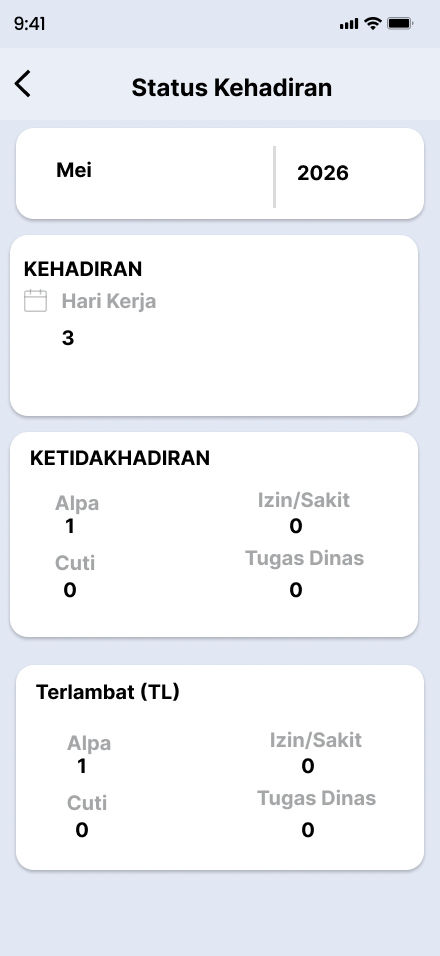 9:41
Status Kehadiran
Mei
2026
KEHADIRAN
Hari Kerja
3
KETIDAKHADIRAN
Alpa
Izin/Sakit
1
0
Cuti
Tugas Dinas
0
0
Terlambat (TL)
Alpa
Izin/Sakit
1
0
Cuti
Tugas Dinas
0
0